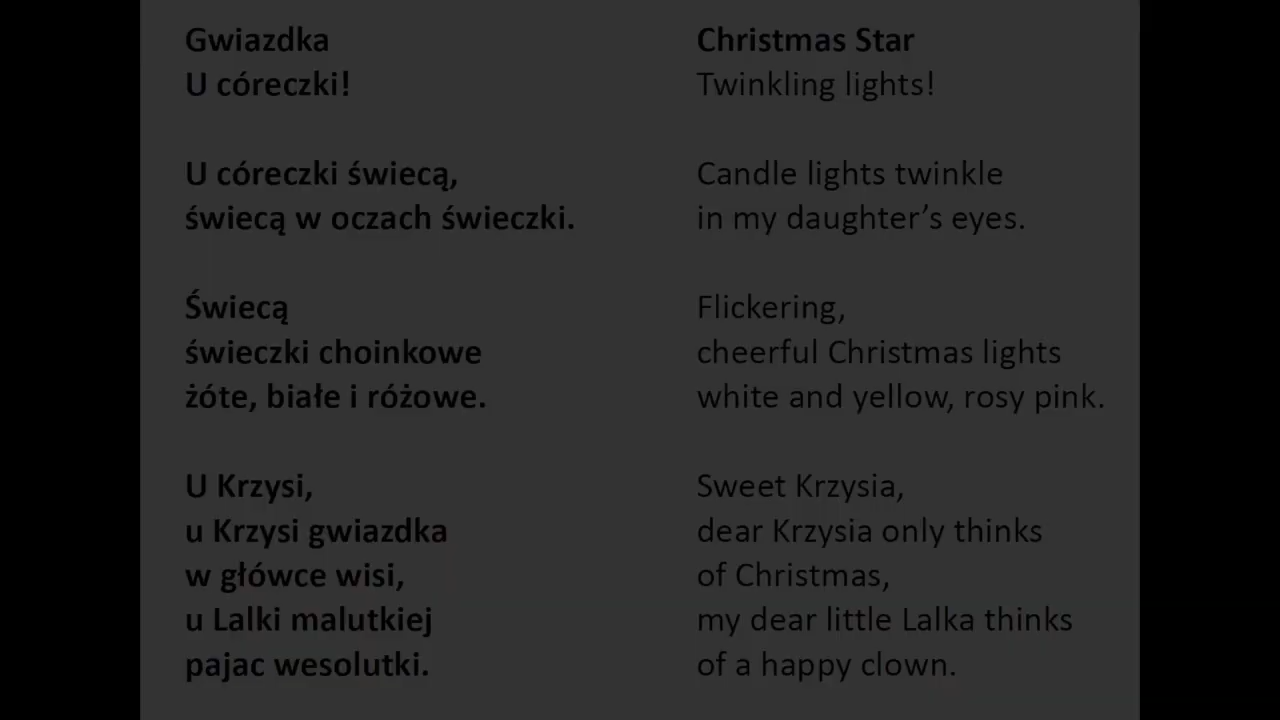 Gwiazdka
U córeczki!
U córeczki świecą,
świecą w oczach świeczki.
Świecą
świeczki choinkowe
żóte, białe i różowe.
U Krzysi,
u Krzysi gwiazdka
w główce wisi,
u Lalki malutkiej
pajac wesolutki.
Christmas Star
Twinkling lights!
Candle lights twinkle
in my daughter’s eyes.
Flickering,
cheerful Christmas lights
white and yellow, rosy pink.
Sweet Krzysia,
dear Krzysia only thinks
of Christmas,
my dear little Lalka thinks
of a happy clown.